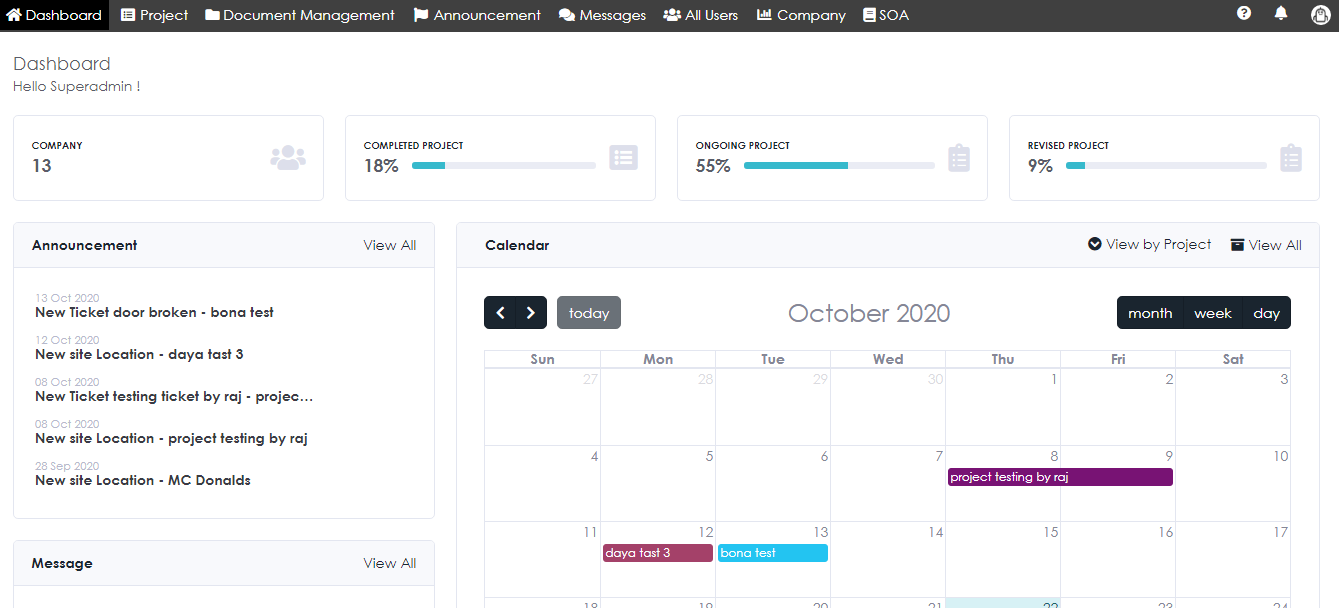 Dashboard Project Document Management Announcement Messages All Users Company SOA
Dashboard
Hello Superadmin !
COMPANY
13
COMPLETED PROJECT
18%
ONGOING PROJECT
55%
REVISED PROJECT
9%
Announcement View All
13 Oct 2020
New Ticket door broken - bona test
12 Oct 2020
New site Location - daya tast 3
08 Oct 2020
New Ticket testing ticket by raj - projec...
08 Oct 2020
New site Location - project testing by raj
28 Sep 2020
New site Location - MC Donalds
Message View All
Calendar View by Project View All
today October 2020 month week day
Sun Mon Tue Wed Thu Fri Sat
27 28 29 30 1 2 3
4 5 6 7 8 9 10
project testing by raj
11 12 13 14 15 16 17
daya tast 3 bona test
18 19 20 21 22 23 24